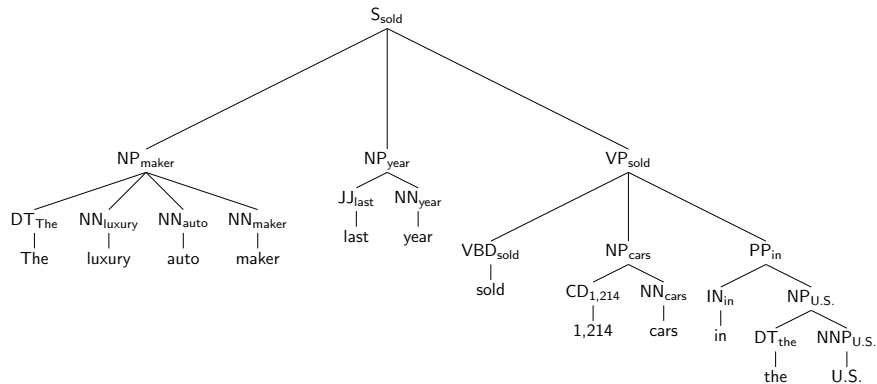 S_sold
NP_maker NP_year VP_sold
DT_The NN_luxury NN_auto NN_maker JJ_last NN_year
The luxury auto maker last year
VBD_sold NP_cars PP_in
sold
CD_1,214 NN_cars IN_in NP_U.S.
1,214 cars in
DT_the NNP_U.S.
the U.S.